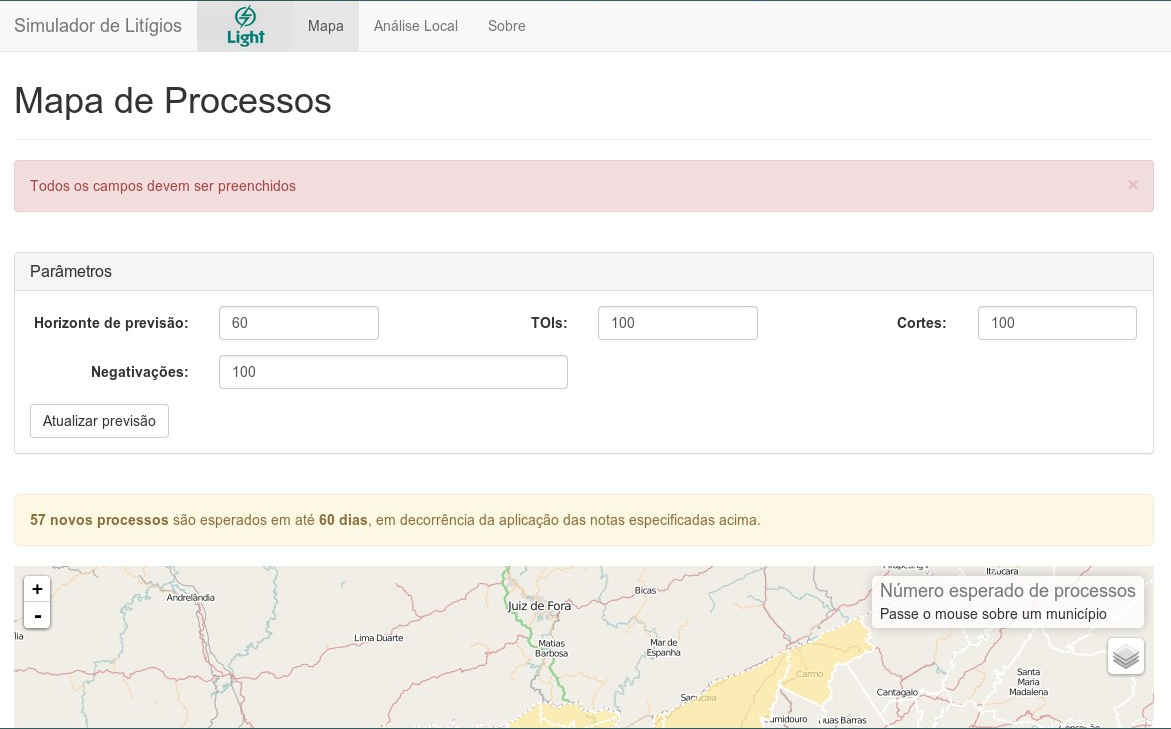 Simulador de Litígios
Light
Mapa
Análise Local
Sobre
Mapa de Processos
Todos os campos devem ser preenchidos
×
Parâmetros
Horizonte de previsão: 60
TOIs: 100
Cortes: 100
Negativações: 100
Atualizar previsão
57 novos processos são esperados em até 60 dias, em decorrência da aplicação das notas especificadas acima.
+
-
Número esperado de processos
Passe o mouse sobre um município
Itaocara
Bicas
Andrelândia
Juiz de Fora
Lima Duarte
Matias
Barbosa
Mar de
Espanha
Carmo
Santa
Maria
Madalena
Cantagalo
Sapucaia
Sumidouro
Duas Barras